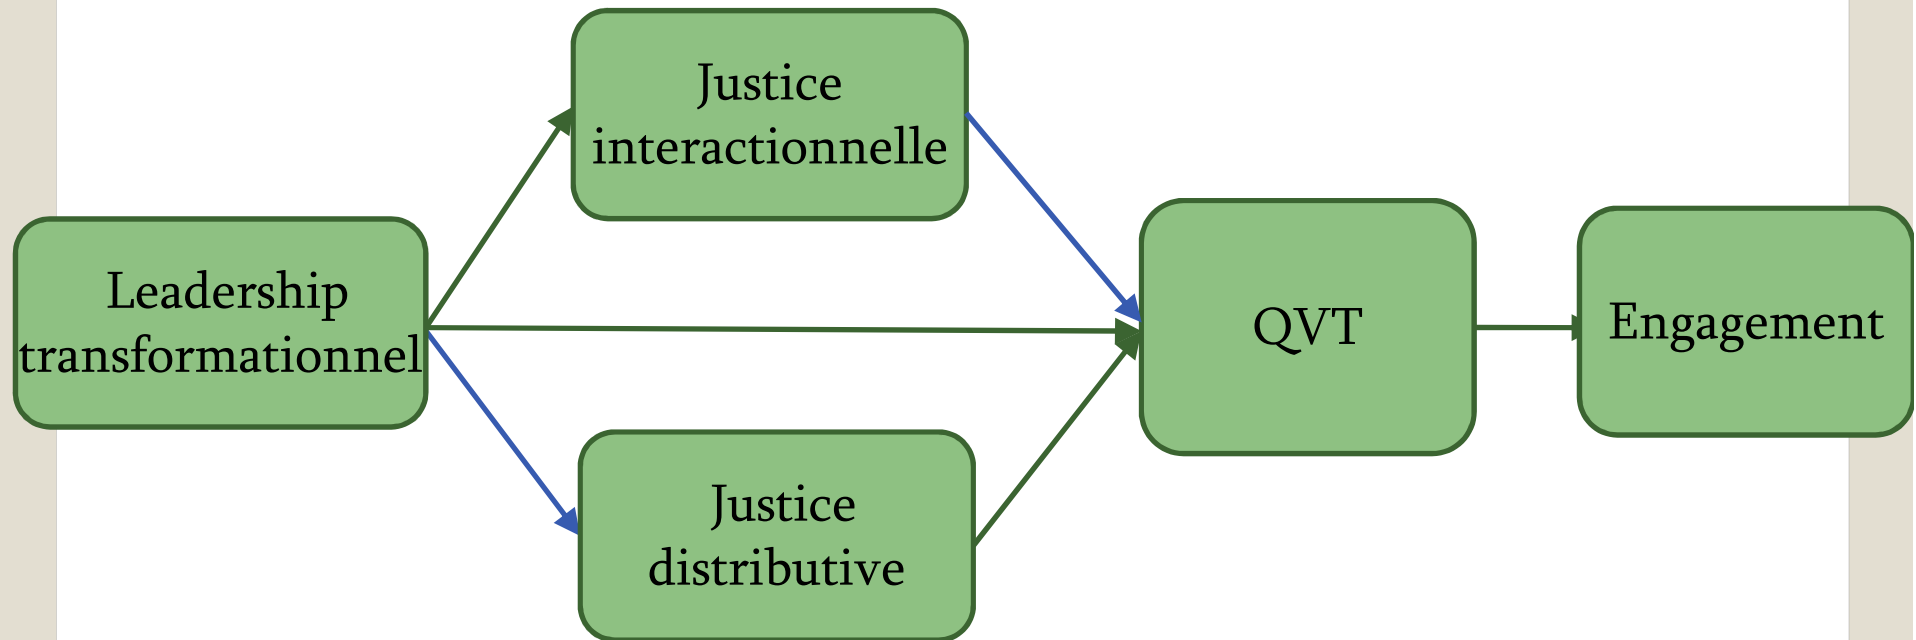 Justice
interactionnelle
Leadership
transformationnel
QVT
Engagement
Justice
distributive